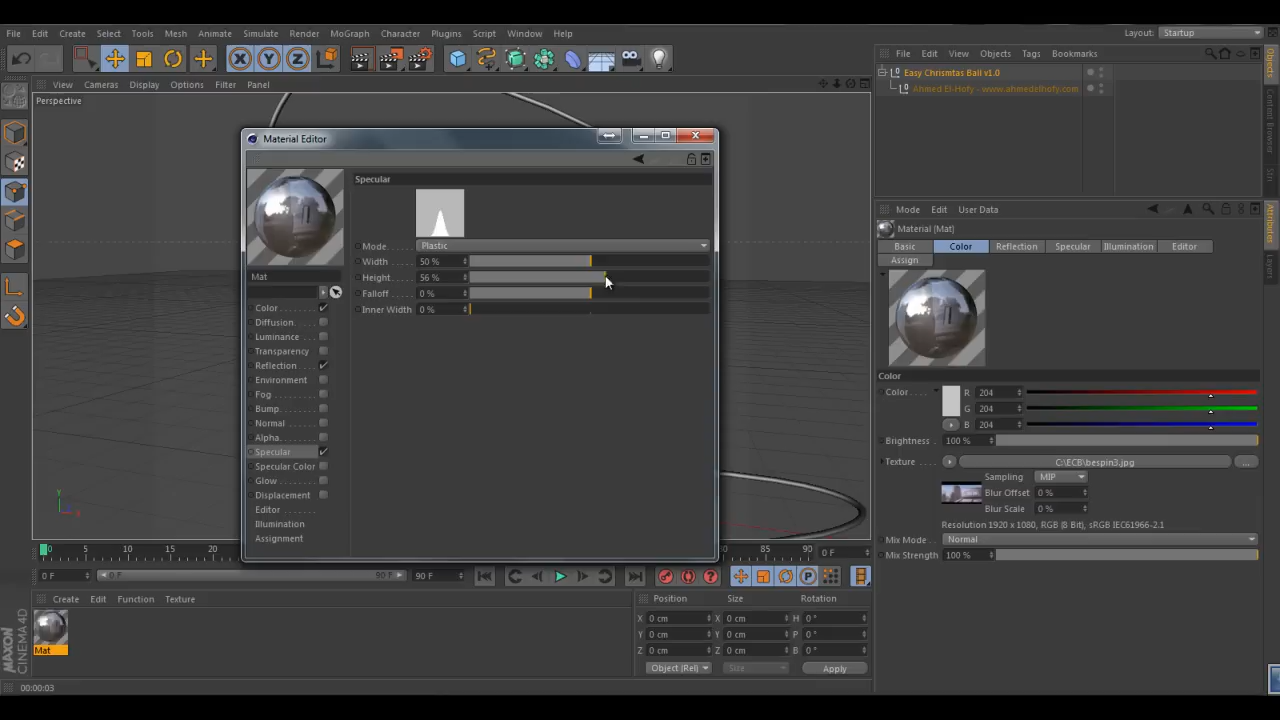 File Edit Create Select Tools Mesh Snap Animate Simulate Render MoGraph Character Plugins Script Window Help
Layout: Startup
File Edit View Objects Tags Bookmarks
Easy Chrismtas Ball v1.0
Ahmed El-Hofy - www.ahmedelhofy.com
View Cameras Display Options Filter Panel
Perspective
Material Editor
Specular
Mode Plastic
Width 50 %
Height 56 %
Falloff 0 %
Inner Width 0 %
Mat
Color
Diffusion
Luminance
Transparency
Reflection
Environment
Fog
Bump
Normal
Alpha
Specular
Specular Color
Glow
Displacement
Editor
Illumination
Assignment
Mode Edit User Data
Material [Mat]
Basic Color Reflection Specular Illumination Editor
Assign
Color
Color R 204
G 204
B 204
Brightness 100 %
Texture C:\ECB\bespin3.jpg ...
Sampling MIP
Blur Offset 0 %
Blur Scale 0 %
Resolution 1920 x 1080, RGB (8 Bit), sRGB IEC61966-2.1
Mix Mode Normal
Mix Strength 100 %
Objects
Content Browser
Str
Attributes
Y X
0 5 10 15 20 80 85 90 0 F
0 F 0 F 90 F 90 F
Create Edit Function Texture
Mat
Position Size Rotation
X 0 cm X 0 cm H 0 °
Y 0 cm Y 0 cm P 0 °
Z 0 cm Z 0 cm B 0 °
Object (Rel) Size Apply
MAXON CINEMA 4D
00:00:03